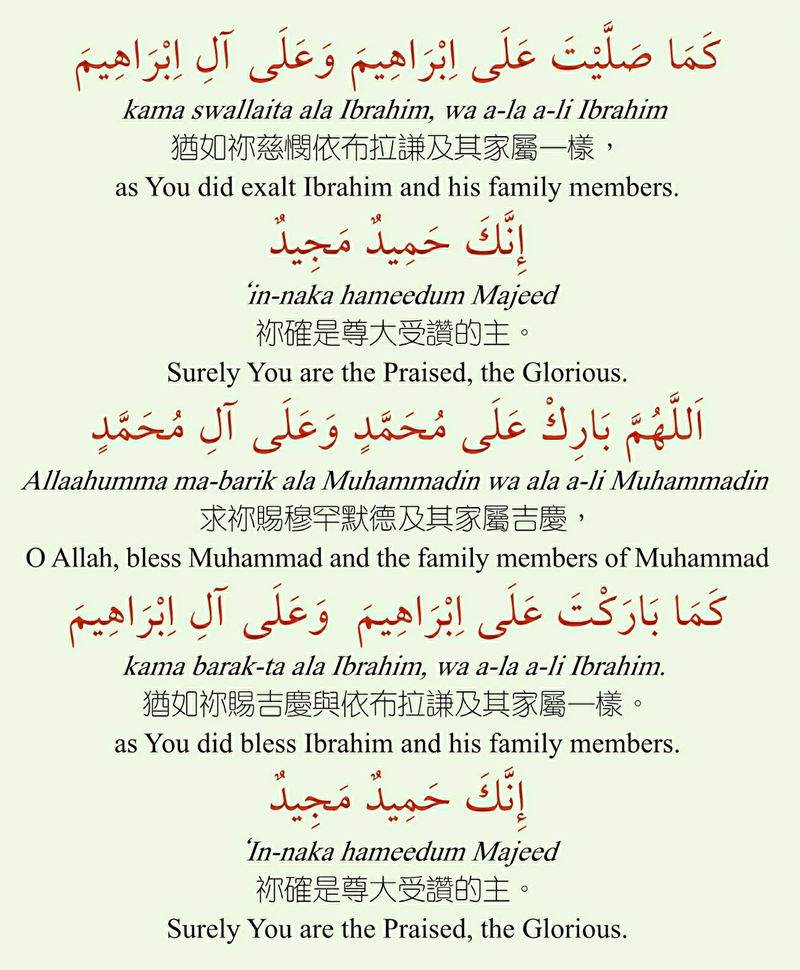 كَمَا صَلَّيْتَ عَلَى اِبْرَاهِيمَ وَعَلَى آلِ اِبْرَاهِيمَ
kama swallaita ala Ibrahim, wa a-la a-li Ibrahim
猶如祢慈憫依布拉謙及其家屬一樣，
as You did exalt Ibrahim and his family members.
إِنَّكَ حَمِيدٌ مَجِيدٌ
‘in-naka hameedum Majeed
祢確是尊大受讚的主。
Surely You are the Praised, the Glorious.
اَللَّهُمَّ بَارِكْ عَلَى مُحَمَّدٍ وَعَلَى آلِ مُحَمَّدٍ
Allaahumma ma-barik ala Muhammadin wa ala a-li Muhammadin
求祢賜穆罕默德及其家屬吉慶，
O Allah, bless Muhammad and the family members of Muhammad
كَمَا بَارَكْتَ عَلَى اِبْرَاهِيمَ وَعَلَى آلِ اِبْرَاهِيمَ
kama barak-ta ala Ibrahim, wa a-la a-li Ibrahim.
猶如祢賜吉慶與依布拉謙及其家屬一樣。
as You did bless Ibrahim and his family members.
إِنَّكَ حَمِيدٌ مَجِيدٌ
‘In-naka hameedum Majeed
祢確是尊大受讚的主。
Surely You are the Praised, the Glorious.